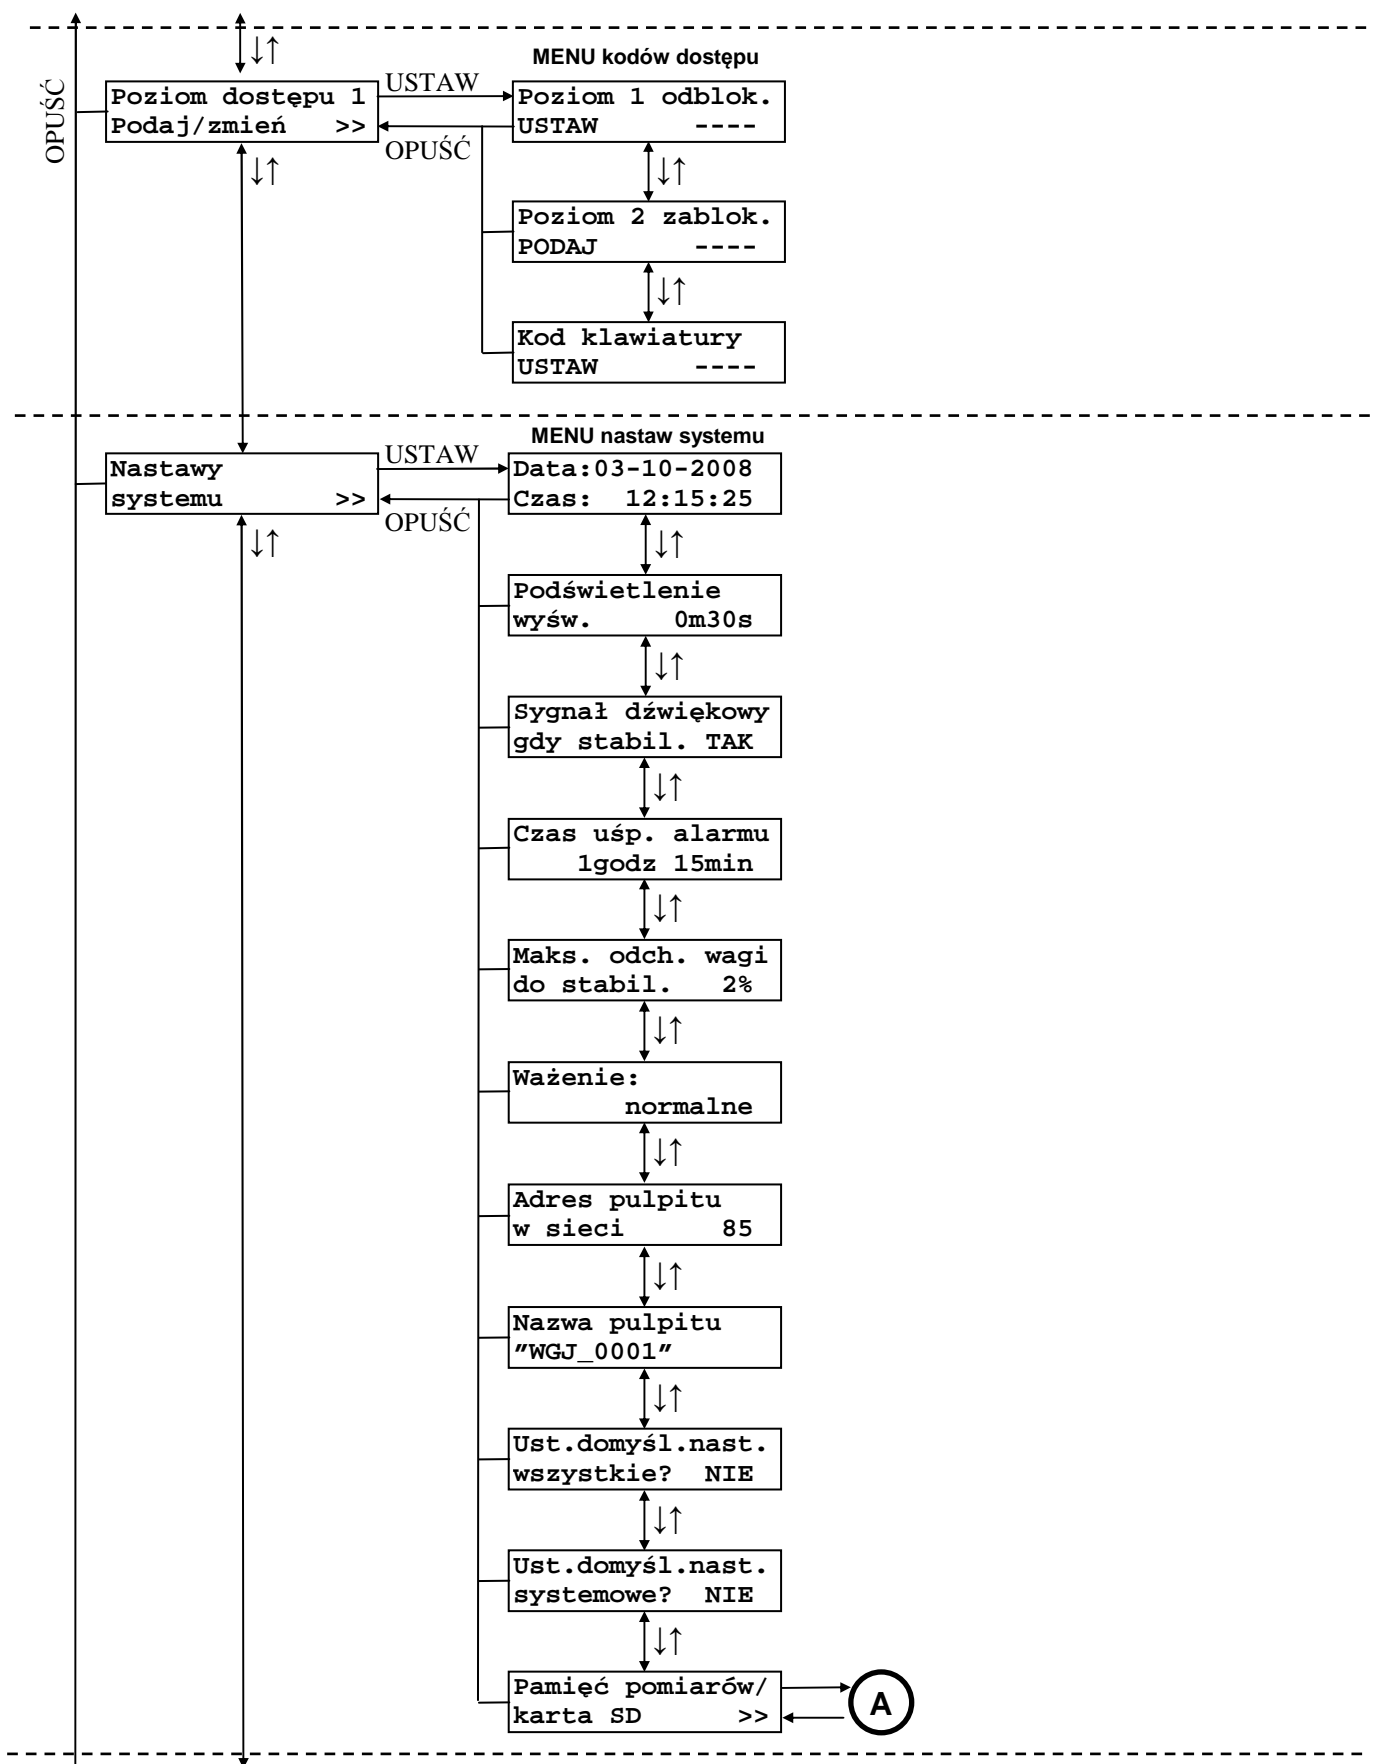 ↓↑
MENU kodów dostępu
OPUŚĆ
Poziom dostępu 1
Podaj/zmień >>
USTAW
OPUŚĆ
Poziom 1 odblok.
USTAW ----
↓↑
↓↑
Poziom 2 zablok.
PODAJ ----
↓↑
Kod klawiatury
USTAW ----
MENU nastaw systemu
Nastawy
systemu >>
USTAW
OPUŚĆ
Data:03-10-2008
Czas: 12:15:25
↓↑
↓↑
Podświetlenie
wyśw. 0m30s
↓↑
Sygnał dźwiękowy
gdy stabil. TAK
↓↑
Czas uśp. alarmu
1godz 15min
↓↑
Maks. odch. wagi
do stabil. 2%
↓↑
Ważenie:
normalne
↓↑
Adres pulpitu
w sieci 85
↓↑
Nazwa pulpitu
"WGJ_0001"
↓↑
Ust.domyśl.nast.
wszystkie? NIE
↓↑
Ust.domyśl.nast.
systemowe? NIE
↓↑
Pamięć pomiarów/
karta SD >>
A